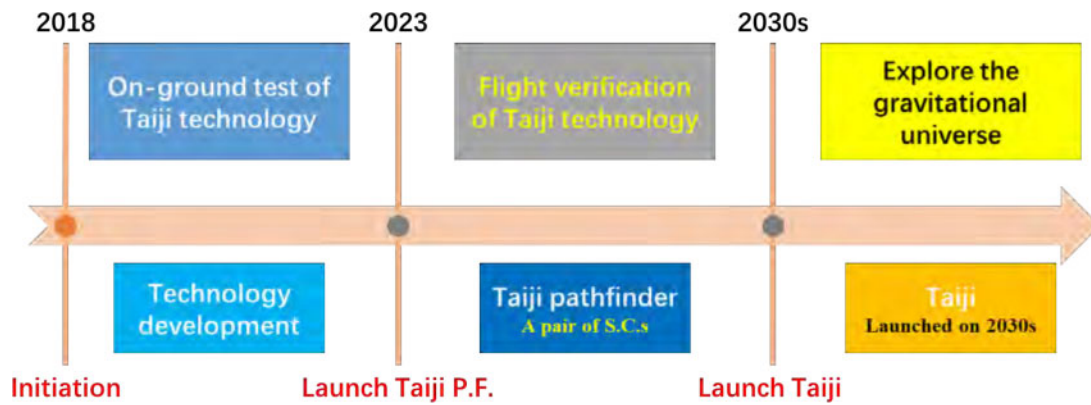 2018
2023
2030s
On-ground test of
Taiji technology
Flight verification
of Taiji technology
Explore the
gravitational
universe
Technology
development
Taiji pathfinder
A pair of S.C.s
Taiji
Launched on 2030s
Initiation
Launch Taiji P.F.
Launch Taiji